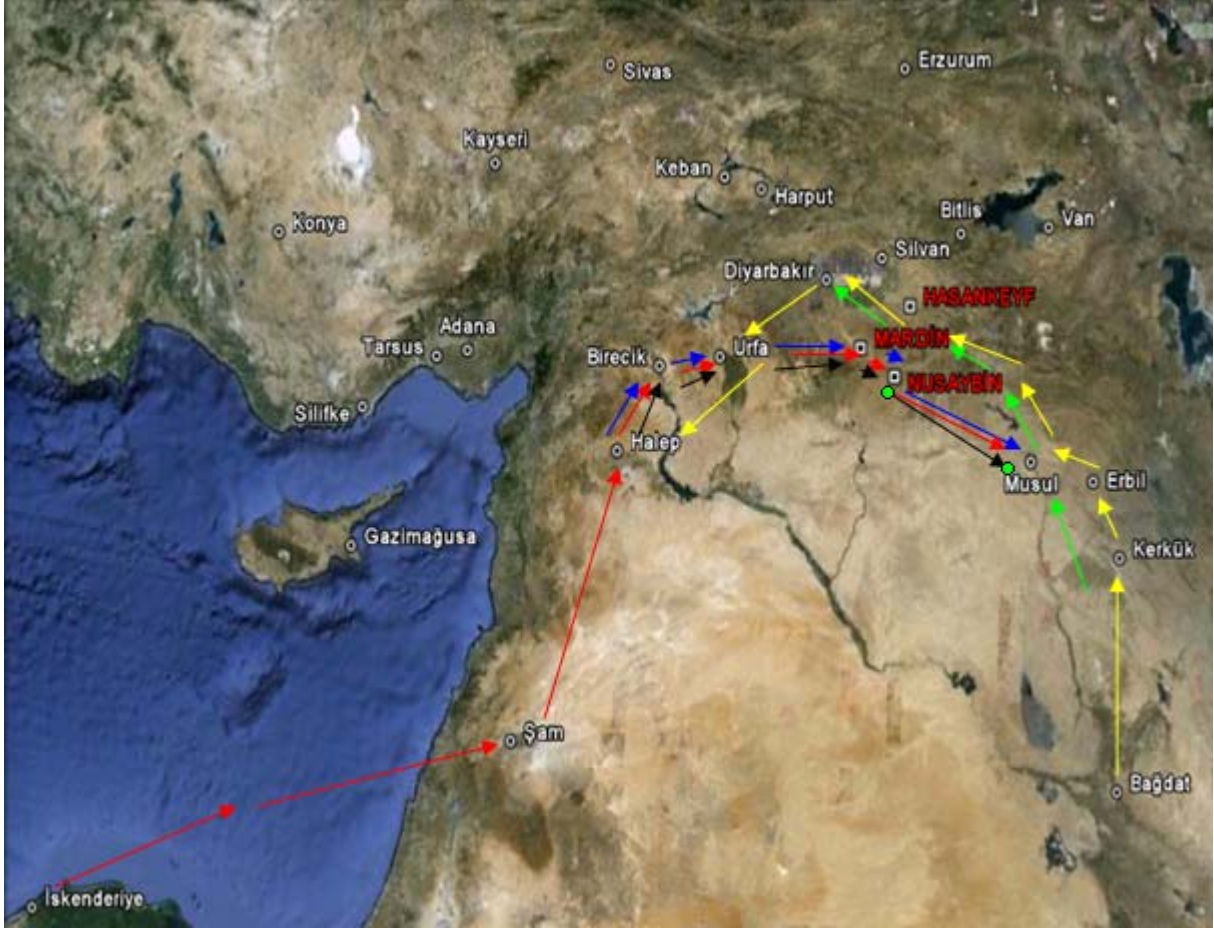 Sivas
Erzurum
Kayseri
Keban
Harput
Konya
Bitlis
Van
Silvan
Diyarbakır
HASANKEYF
Adana
Tarsus
Birecik
Urfa
MARDİN
NUSAYBİN
Silifke
Halep
Musul
Erbil
Gazimağusa
Kerkük
Şam
Bağdat
İskenderiye